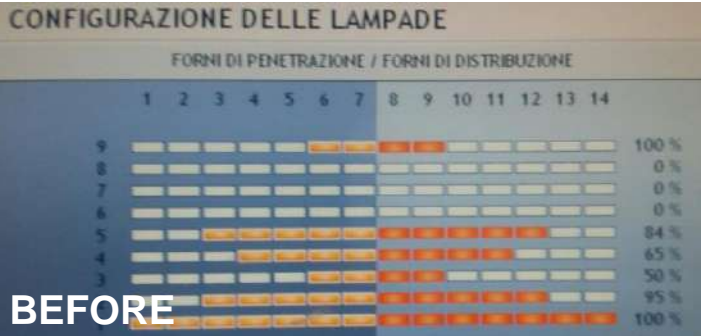 CONFIGURAZIONE DELLE LAMPADE
FORNI DI PENETRAZIONE / FORNI DI DISTRIBUZIONE
1 2 3 4 5 6 7 8 9 10 11 12 13 14
9 100 %
8 0 %
7 0 %
6 0 %
5 84 %
4 65 %
3 50 %
95 %
100 %
BEFORE